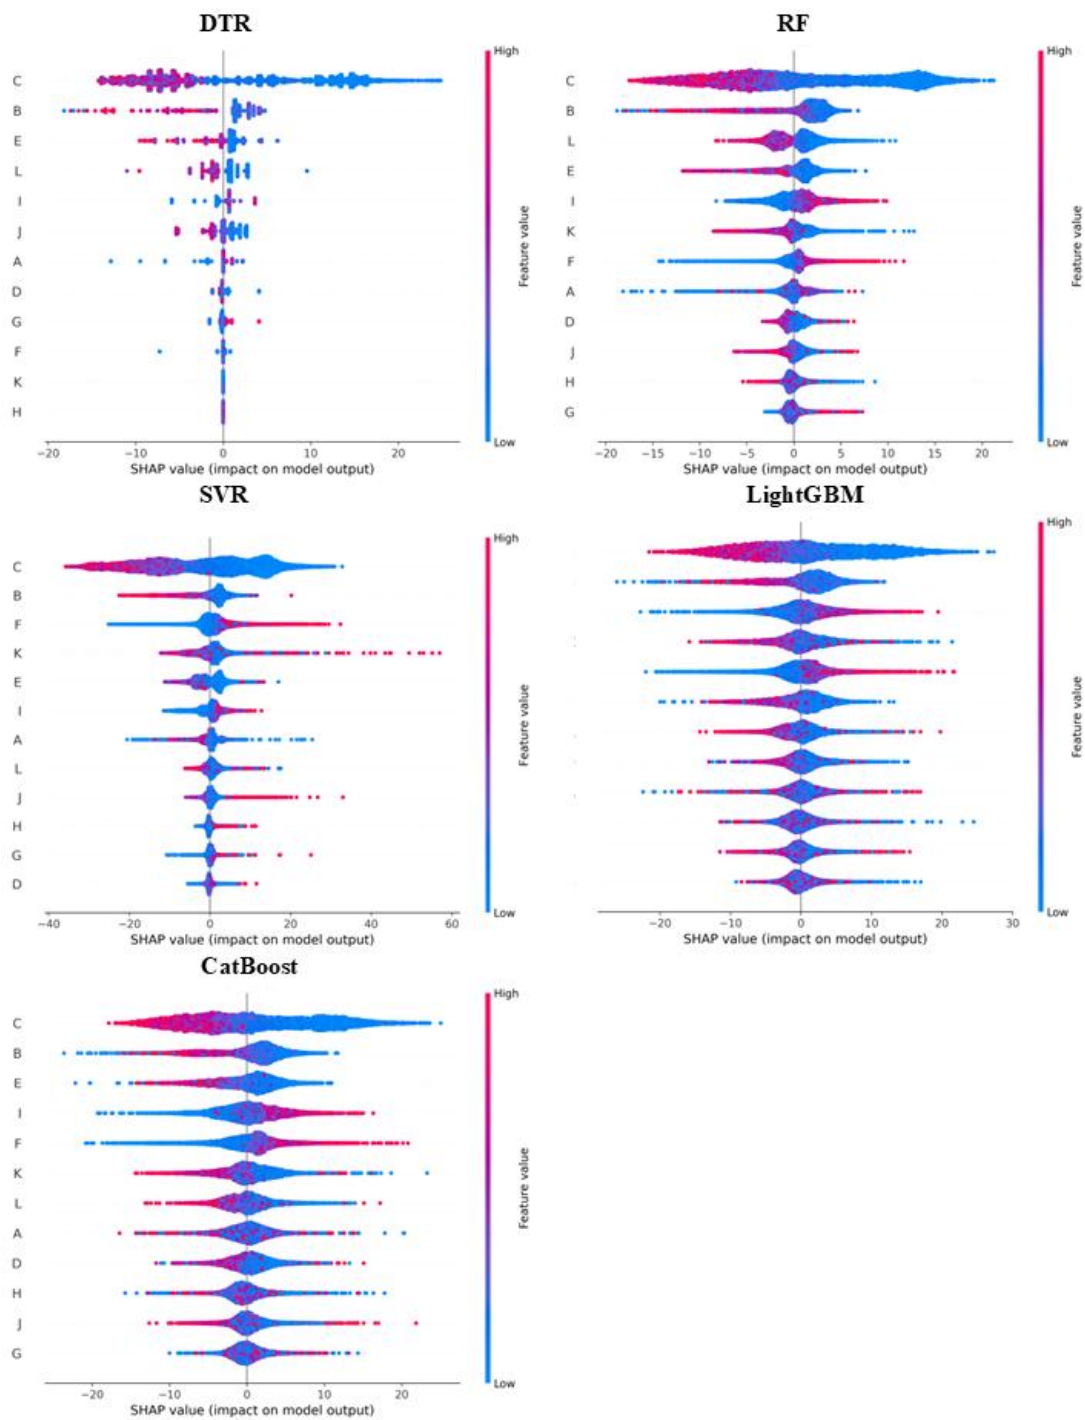 DTR
High
C
B
E
L
I
J
A
D
G
F
K
H
Low
Feature value
−20 −10 0 10 20
SHAP value (impact on model output)
RF
High
C
B
L
E
I
K
F
A
D
J
H
G
Low
Feature value
−20 −15 −10 −5 0 5 10 15 20
SHAP value (impact on model output)
SVR
High
C
B
F
K
E
I
A
L
J
H
G
D
Low
Feature value
−40 −20 0 20 40 60
SHAP value (impact on model output)
LightGBM
High
Low
Feature value
−20 −10 0 10 20 30
SHAP value (impact on model output)
CatBoost
High
C
B
E
I
F
K
L
A
D
H
J
G
Low
Feature value
−20 −10 0 10 20
SHAP value (impact on model output)